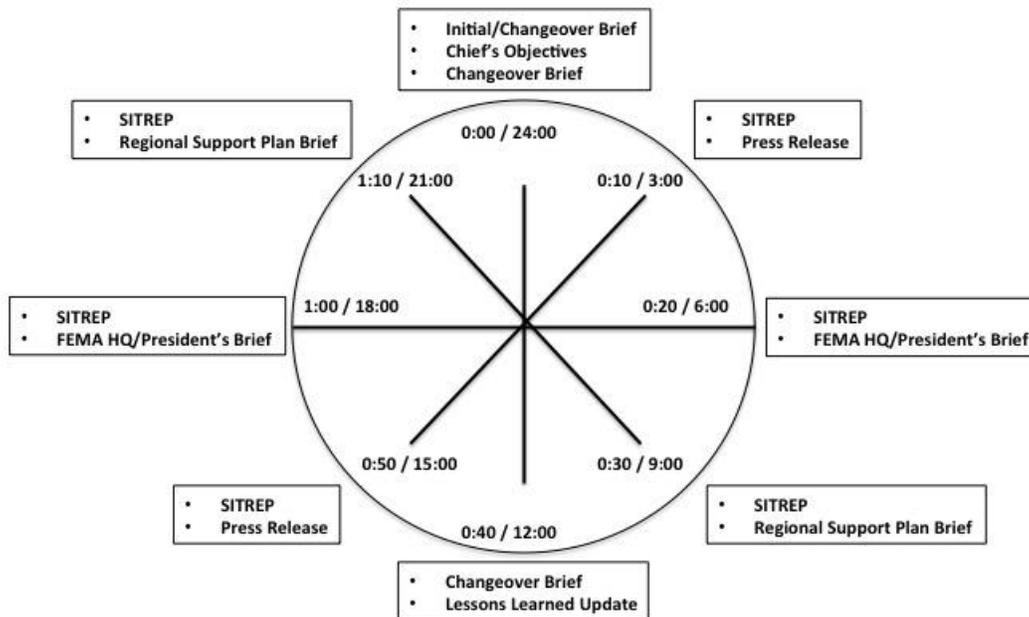 • Initial/Changeover Brief
• Chief's Objectives
• Changeover Brief
• SITREP
• Regional Support Plan Brief
• SITREP
• Press Release
0:00 / 24:00
1:10 / 21:00
0:10 / 3:00
• SITREP
• FEMA HQ/President's Brief
1:00 / 18:00
0:20 / 6:00
• SITREP
• FEMA HQ/President's Brief
0:50 / 15:00
0:30 / 9:00
• SITREP
• Press Release
0:40 / 12:00
• SITREP
• Regional Support Plan Brief
• Changeover Brief
• Lessons Learned Update